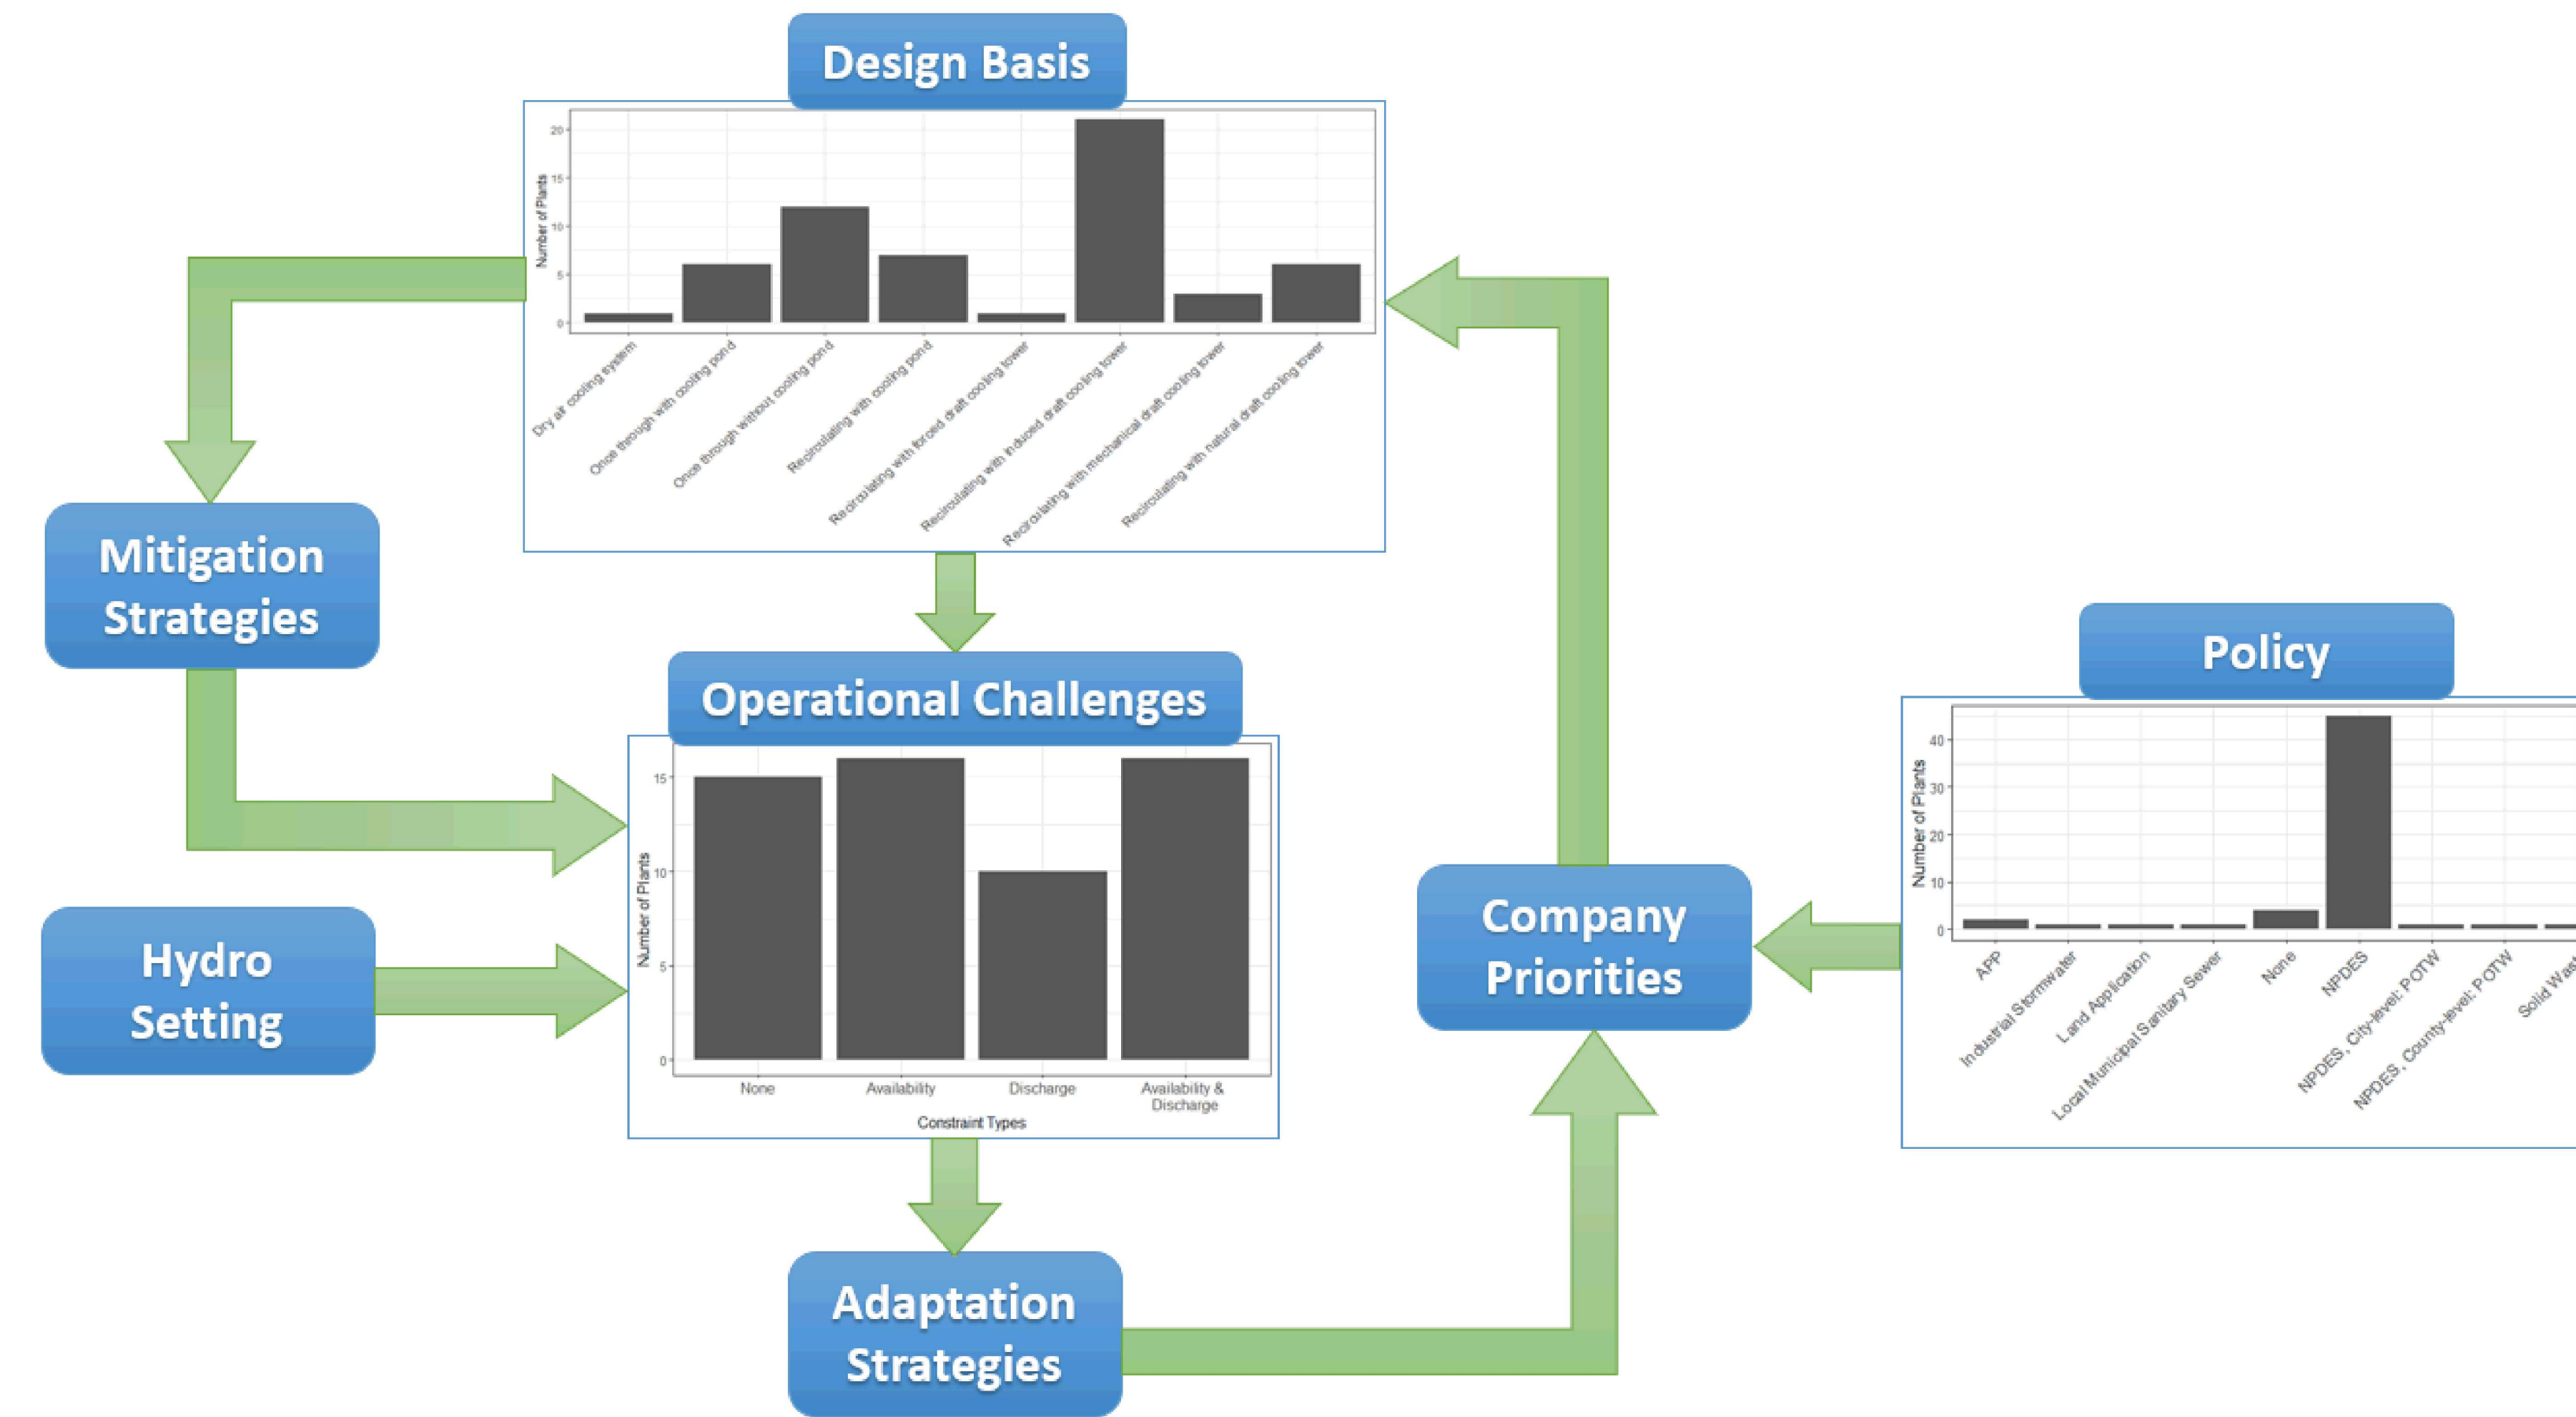 Design Basis
Number of Plants
20
15
10
5
0
Dry air cooling system
Once through with cooling pond
Once through without cooling pond
Recirculating with cooling pond
Recirculating with forced draft cooling tower
Recirculating with induced draft cooling tower
Recirculating with mechanical draft cooling tower
Recirculating with natural draft cooling tower
Mitigation
Strategies
Operational Challenges
Number of Plants
15
10
5
0
None
Availability
Discharge
Availability &
Discharge
Constraint Types
Hydro
Setting
Adaptation
Strategies
Company
Priorities
Policy
Number of Plants
40
30
20
10
0
APP
Industrial Stormwater
Land Application
Local Municipal Sanitary Sewer
None
NPDES
NPDES, City-level: POTW
NPDES, County-level: POTW
Solid